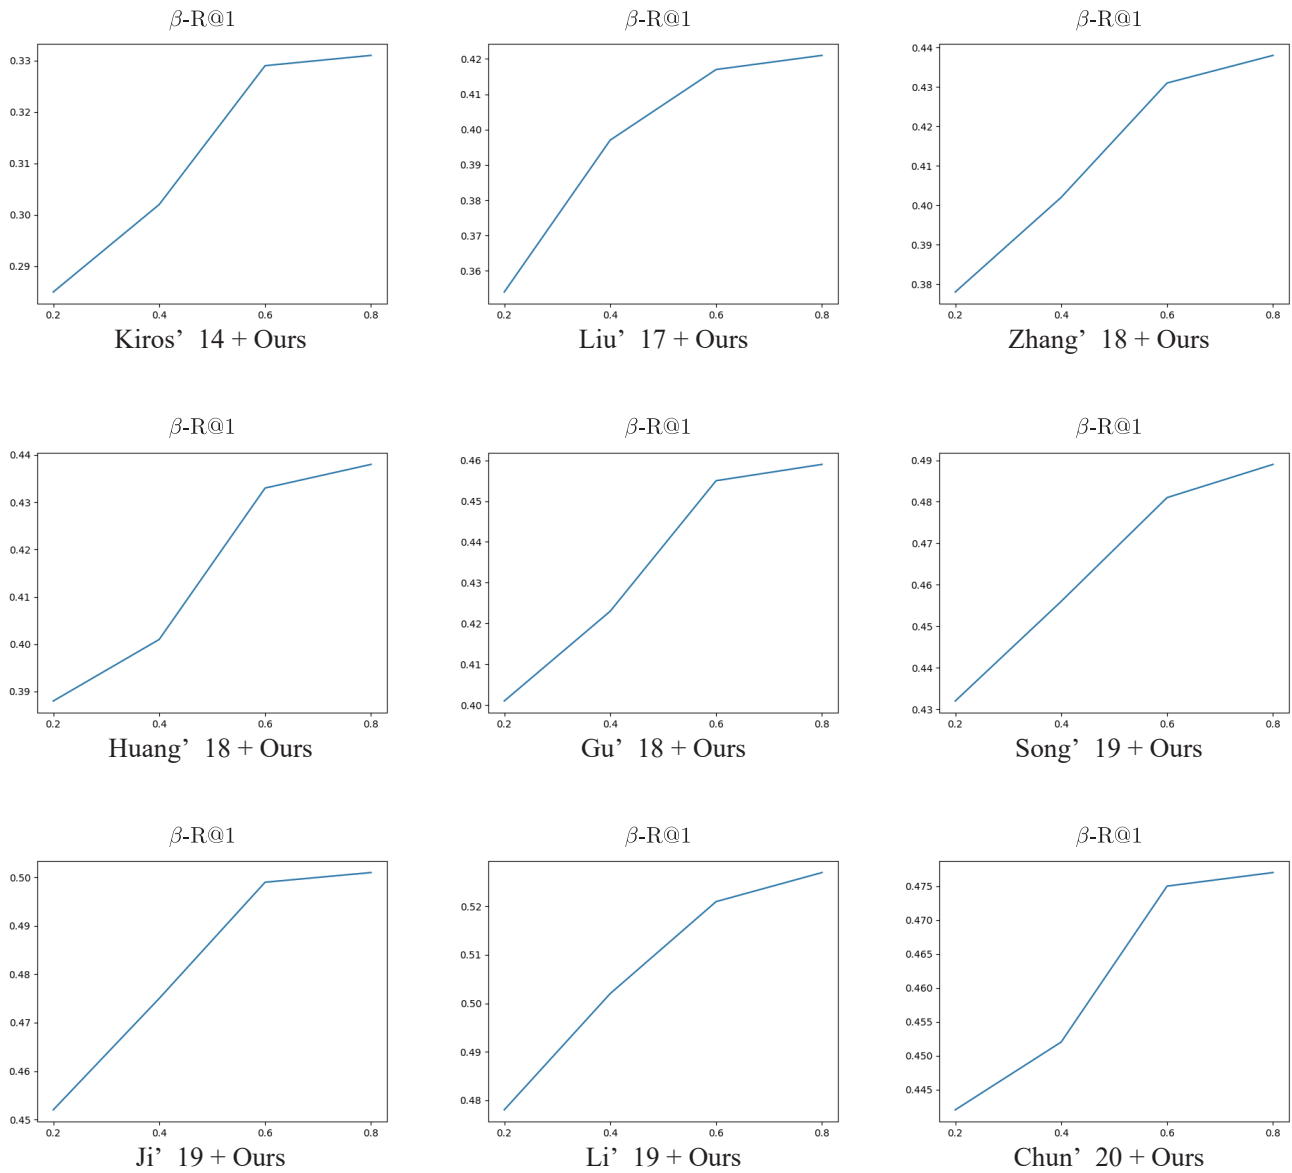 β-R@1
0.33
0.32
0.31
0.30
0.29
0.2 0.4 0.6 0.8
Kiros’ 14 + Ours
β-R@1
0.42
0.41
0.40
0.39
0.38
0.37
0.36
0.2 0.4 0.6 0.8
Liu’ 17 + Ours
β-R@1
0.44
0.43
0.42
0.41
0.40
0.39
0.38
0.2 0.4 0.6 0.8
Zhang’ 18 + Ours
β-R@1
0.44
0.43
0.42
0.41
0.40
0.39
0.2 0.4 0.6 0.8
Huang’ 18 + Ours
β-R@1
0.46
0.45
0.44
0.43
0.42
0.41
0.40
0.2 0.4 0.6 0.8
Gu’ 18 + Ours
β-R@1
0.49
0.48
0.47
0.46
0.45
0.44
0.43
0.2 0.4 0.6 0.8
Song’ 19 + Ours
β-R@1
0.50
0.49
0.48
0.47
0.46
0.45
0.2 0.4 0.6 0.8
Ji’ 19 + Ours
β-R@1
0.52
0.51
0.50
0.49
0.48
0.2 0.4 0.6 0.8
Li’ 19 + Ours
β-R@1
0.475
0.470
0.465
0.460
0.455
0.450
0.445
0.2 0.4 0.6 0.8
Chun’ 20 + Ours